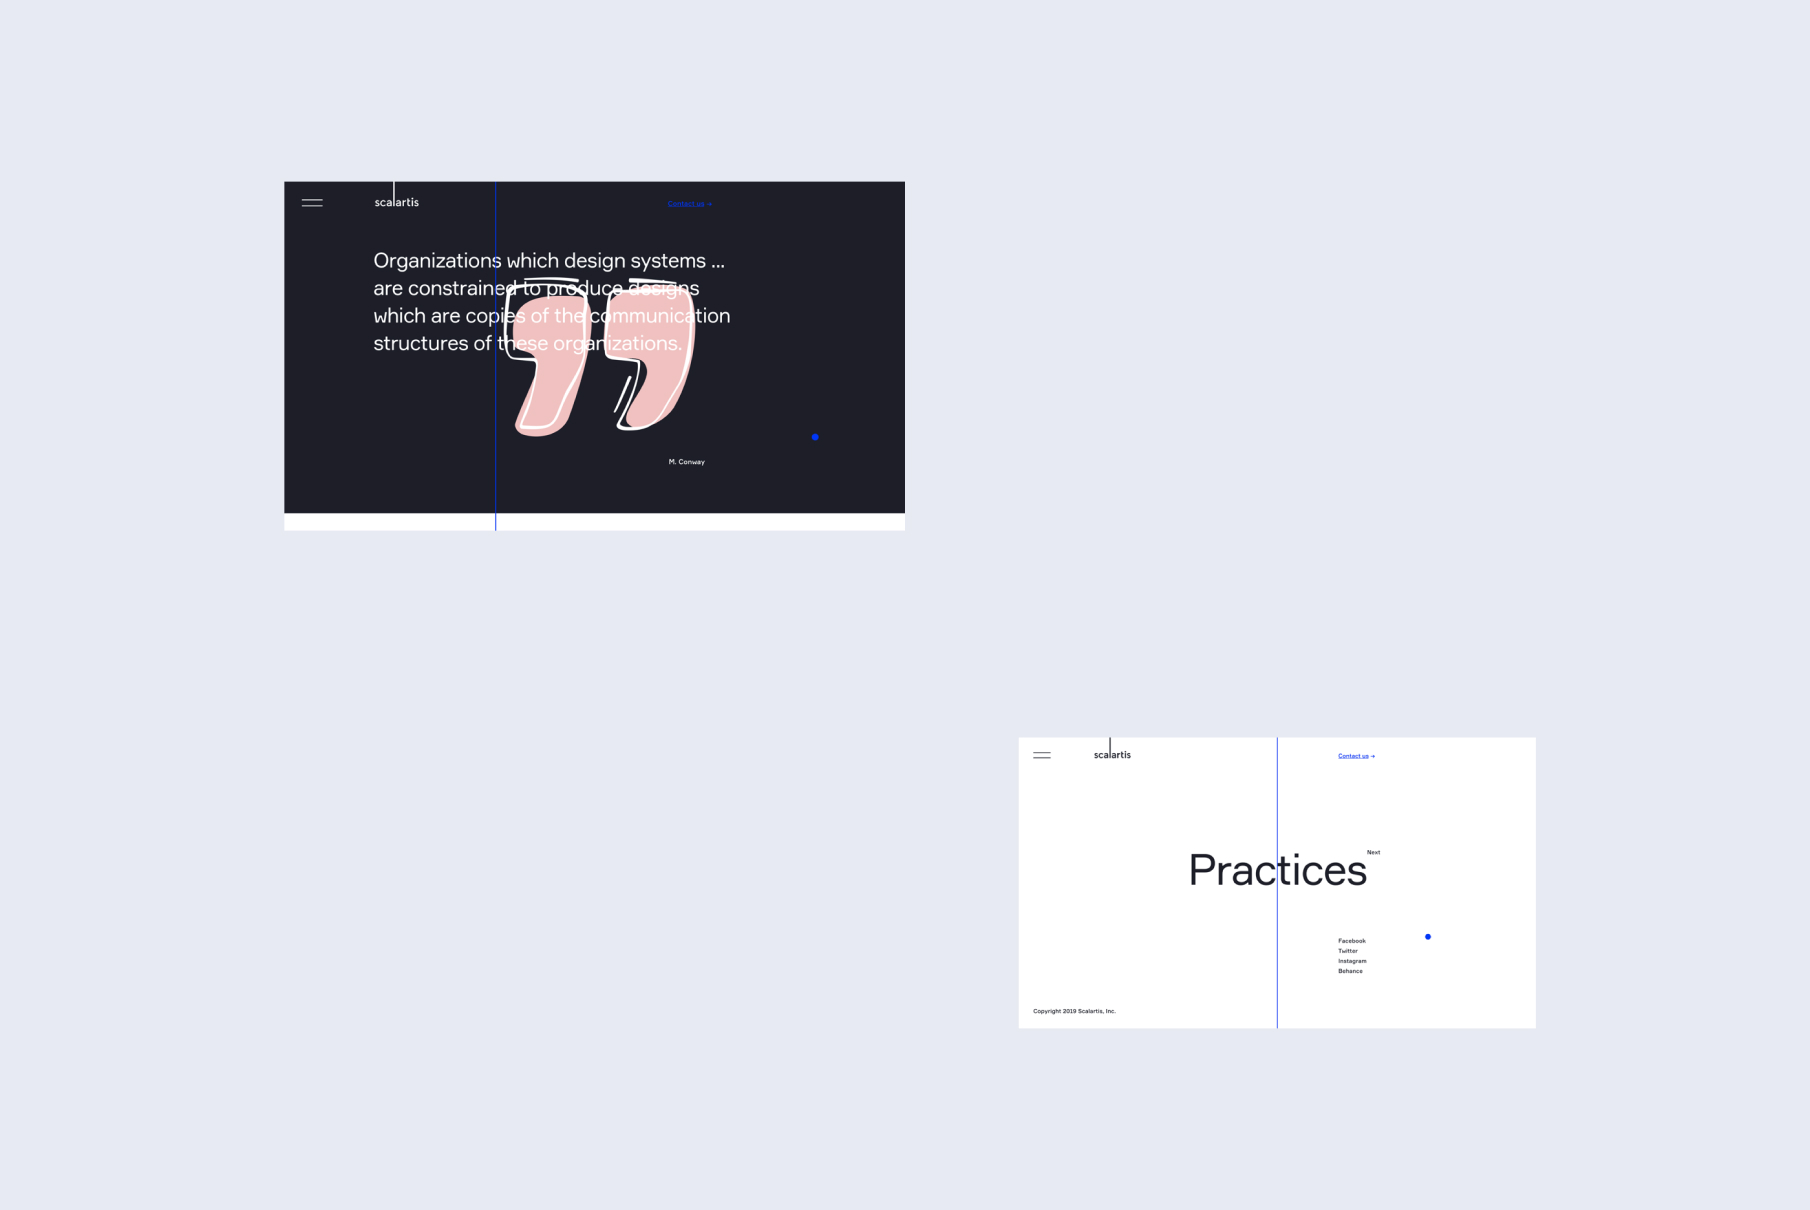 scalartis
Contact us →
Organizations which design systems ...
are constrained to produce designs
which are copies of the communication
structures of these organizations.
M. Conway
scalartis
Contact us →
Practices
Next
Facebook
Twitter
Instagram
Behance
Copyright 2019 Scalartis, Inc.